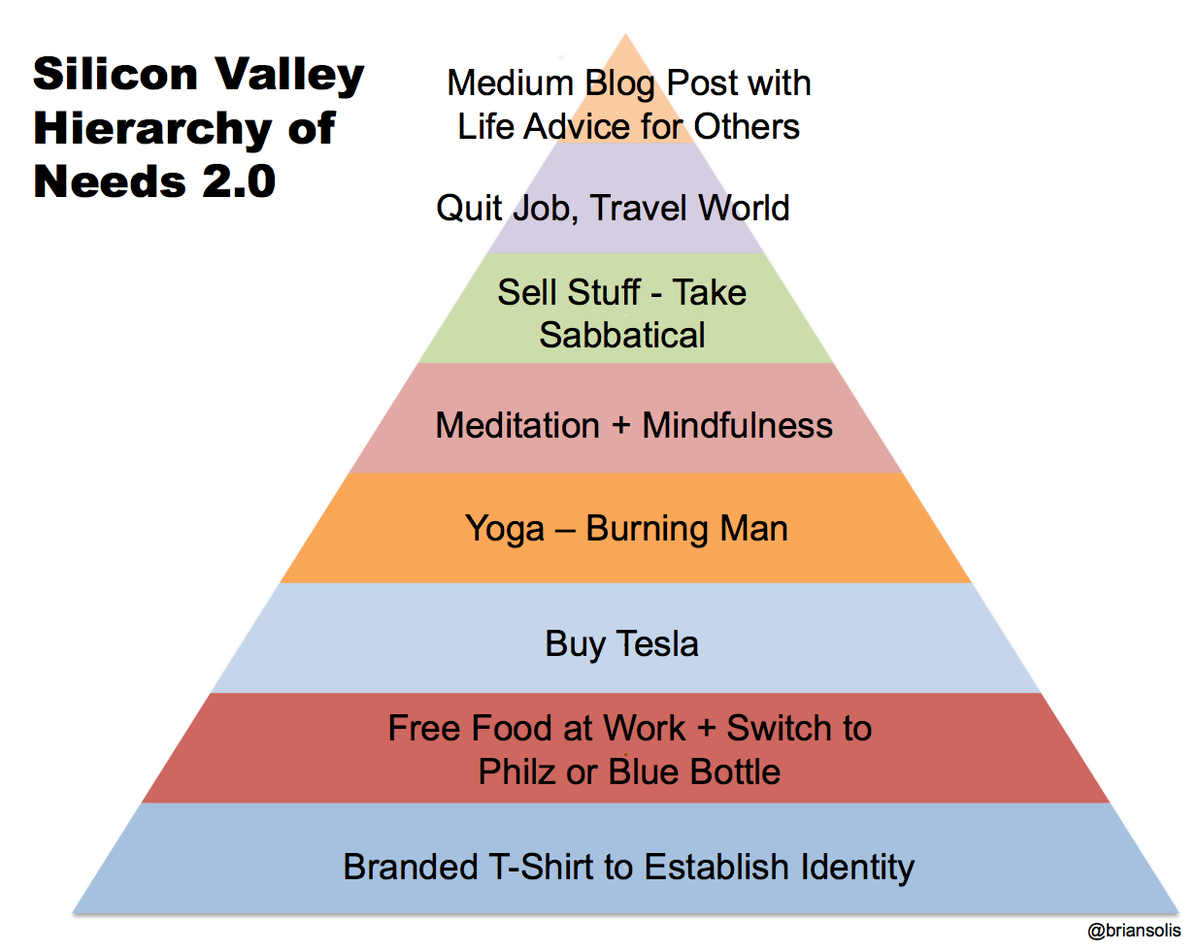 Silicon Valley
Hierarchy of
Needs 2.0
Medium Blog Post with
Life Advice for Others
Quit Job, Travel World
Sell Stuff - Take
Sabbatical
Meditation + Mindfulness
Yoga – Burning Man
Buy Tesla
Free Food at Work + Switch to
Philz or Blue Bottle
Branded T-Shirt to Establish Identity
@briansolis